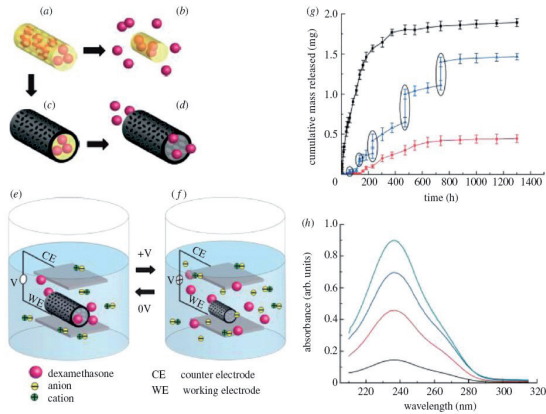 (a)
(b)
(c)
(d)
(e)
(f)
CE
V
WE
+V
0V
CE
V
WE
dexamethasone
anion
cation
CE counter electrode
WE working electrode
(g)
cumulative mass released (mg)
2.0
1.5
1.0
0.5
0
200 400 600 800 1000 1200 1400
time (h)
(h)
absorbance (arb. units)
1.0
0.8
0.6
0.4
0.2
0
220 240 260 280 300 320
wavelength (nm)